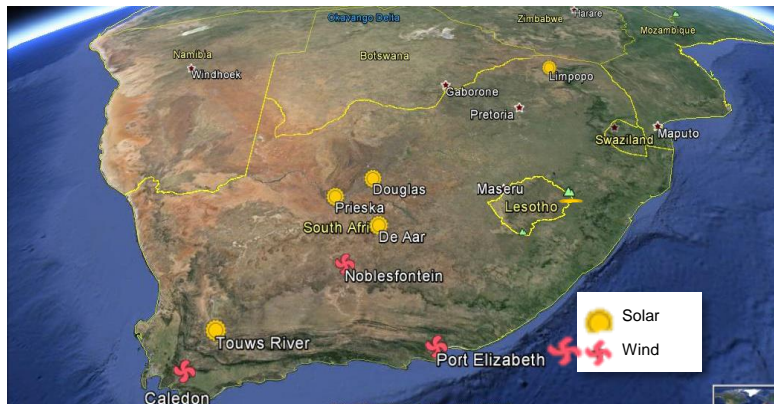 Okavango Delta
Zimbabwe
Harare
Mozambique
Namibia
Windhoek
Botswana
Limpopo
Gaborone
Pretoria
Swaziland
Maputo
Douglas
Maseru
Prieska
Lesotho
South Afri
De Aar
Noblesfontein
Solar
Touws River
Wind
Port Elizabeth
Caledon